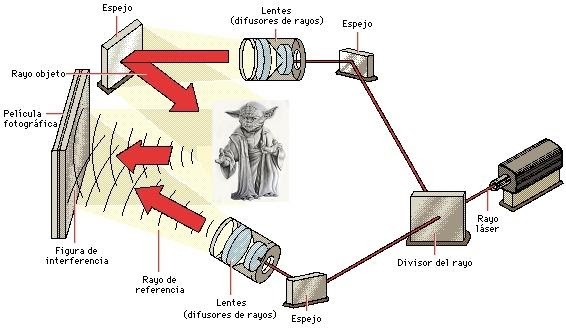 Espejo
Lentes
(difusores de rayos)
Espejo
Rayo objeto
Película
fotográfica
Rayo
láser
Divisor del rayo
Figura de
interferencia
Rayo de
referencia
Lentes
(difusores de rayos)
Espejo